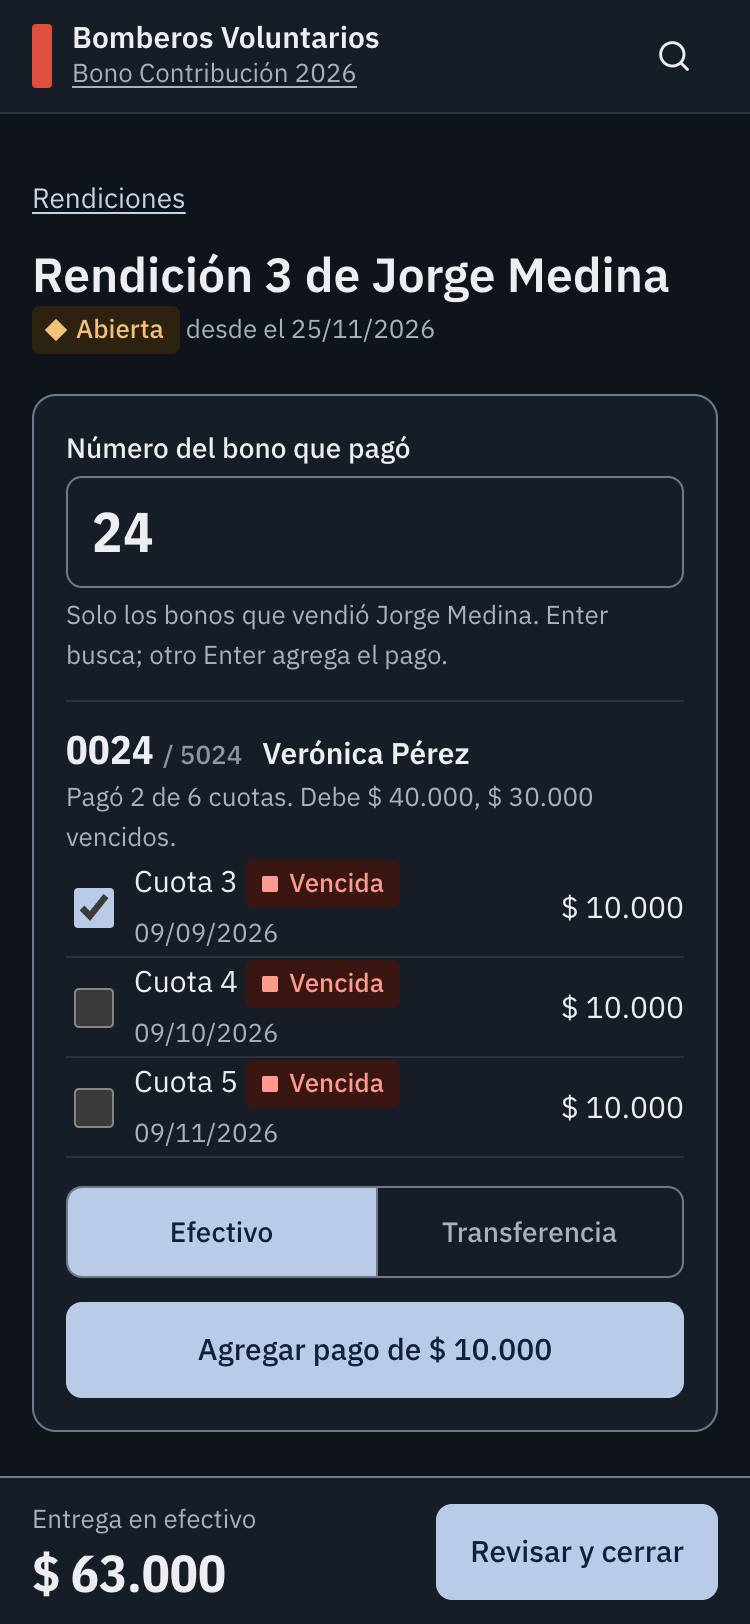 Bomberos Voluntarios
Bono Contribución 2026
Rendiciones
Rendición 3 de Jorge Medina
Abierta desde el 25/11/2026
Número del bono que pagó
24
Solo los bonos que vendió Jorge Medina. Enter
busca; otro Enter agrega el pago.
0024 / 5024 Verónica Pérez
Pagó 2 de 6 cuotas. Debe $ 40.000, $ 30.000
vencidos.
Cuota 3 Vencida
09/09/2026
$ 10.000
Cuota 4 Vencida
09/10/2026
$ 10.000
Cuota 5 Vencida
09/11/2026
$ 10.000
Efectivo
Transferencia
Agregar pago de $ 10.000
Entrega en efectivo
$ 63.000
Revisar y cerrar